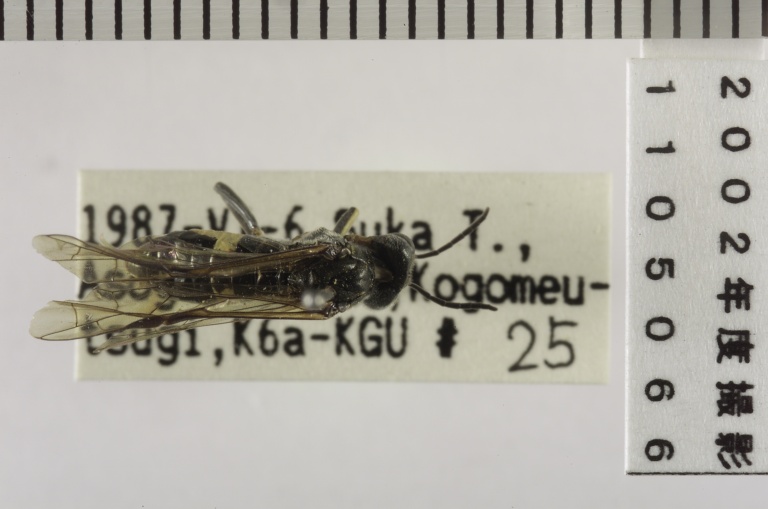 1987-V -6 Suka T.,
Kogomeu-
tsugi,K6a-KGU # 25
2002年度撮影
1105066